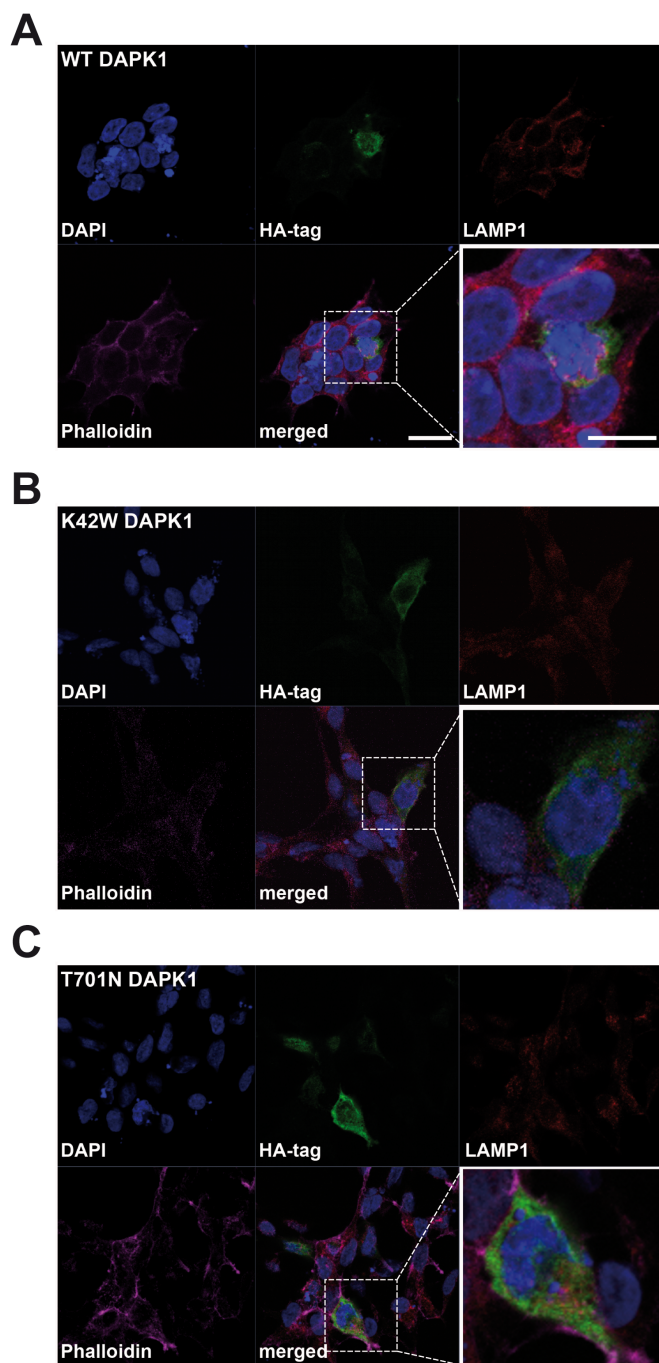 A
WT DAPK1
DAPI
HA-tag
LAMP1
Phalloidin
merged
B
K42W DAPK1
DAPI
HA-tag
LAMP1
Phalloidin
merged
C
T701N DAPK1
DAPI
HA-tag
LAMP1
Phalloidin
merged